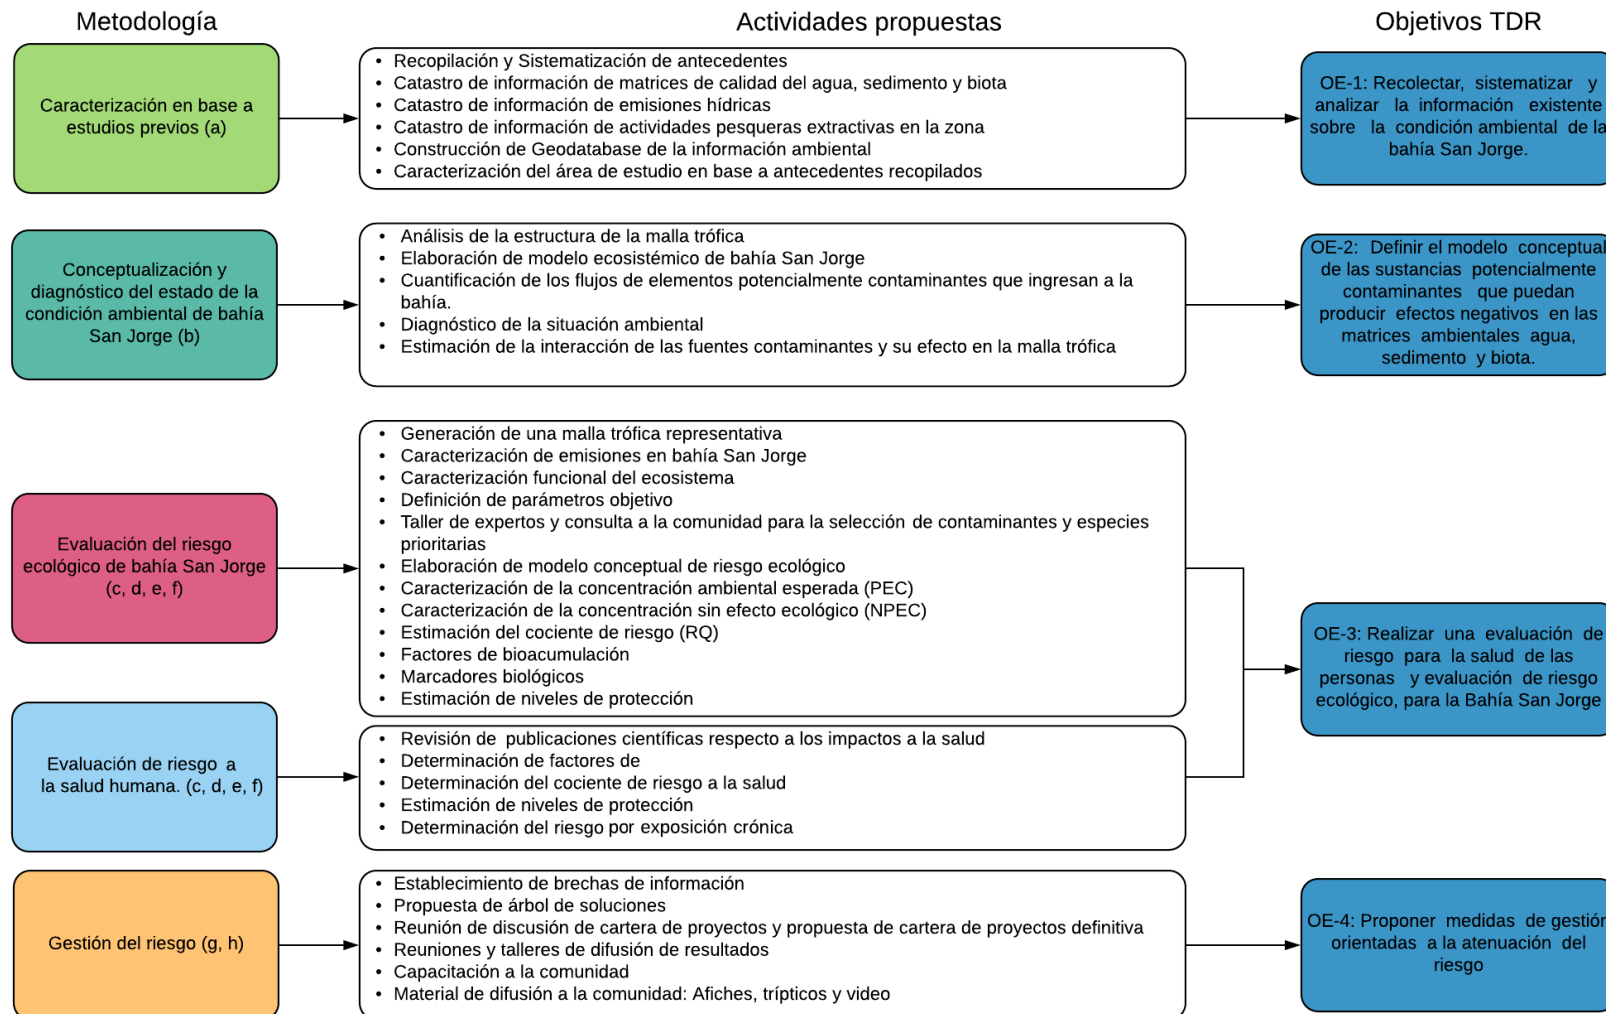 Metodología
Actividades propuestas
Objetivos TDR
Caracterización en base a
estudios previos (a)
• Recopilación y Sistematización de antecedentes
• Catastro de información de matrices de calidad del agua, sedimento y biota
• Catastro de información de emisiones hídricas
• Catastro de información de actividades pesqueras extractivas en la zona
• Construcción de Geodatabase de la información ambiental
• Caracterización del área de estudio en base a antecedentes recopilados
OE-1: Recolectar, sistematizar y
analizar la información existente
sobre la condición ambiental de la
bahía San Jorge.
Conceptualización y
diagnóstico del estado de la
condición ambiental de bahía
San Jorge (b)
• Análisis de la estructura de la malla trófica
• Elaboración de modelo ecosistémico de bahía San Jorge
• Cuantificación de los flujos de elementos potencialmente contaminantes que ingresan a la
bahía.
• Diagnóstico de la situación ambiental
• Estimación de la interacción de las fuentes contaminantes y su efecto en la malla trófica
OE-2: Definir el modelo conceptual
de las sustancias potencialmente
contaminantes que puedan
producir efectos negativos en las
matrices ambientales agua,
sedimento y biota.
Evaluación del riesgo
ecológico de bahía San Jorge
(c, d, e, f)
• Generación de una malla trófica representativa
• Caracterización de emisiones en bahía San Jorge
• Caracterización funcional del ecosistema
• Definición de parámetros objetivo
• Taller de expertos y consulta a la comunidad para la selección de contaminantes y especies
prioritarias
• Elaboración de modelo conceptual de riesgo ecológico
• Caracterización de la concentración ambiental esperada (PEC)
• Caracterización de la concentración sin efecto ecológico (NPEC)
• Estimación del cociente de riesgo (RQ)
• Factores de bioacumulación
• Marcadores biológicos
• Estimación de niveles de protección
Evaluación de riesgo a
la salud humana. (c, d, e, f)
• Revisión de publicaciones científicas respecto a los impactos a la salud
• Determinación de factores de
• Determinación del cociente de riesgo a la salud
• Estimación de niveles de protección
• Determinación del riesgo por exposición crónica
OE-3: Realizar una evaluación de
riesgo para la salud de las
personas y evaluación de riesgo
ecológico, para la Bahía San Jorge
Gestión del riesgo (g, h)
• Establecimiento de brechas de información
• Propuesta de árbol de soluciones
• Reunión de discusión de cartera de proyectos y propuesta de cartera de proyectos definitiva
• Reuniones y talleres de difusión de resultados
• Capacitación a la comunidad
• Material de difusión a la comunidad: Afiches, trípticos y video
OE-4: Proponer medidas de gestión
orientadas a la atenuación del
riesgo